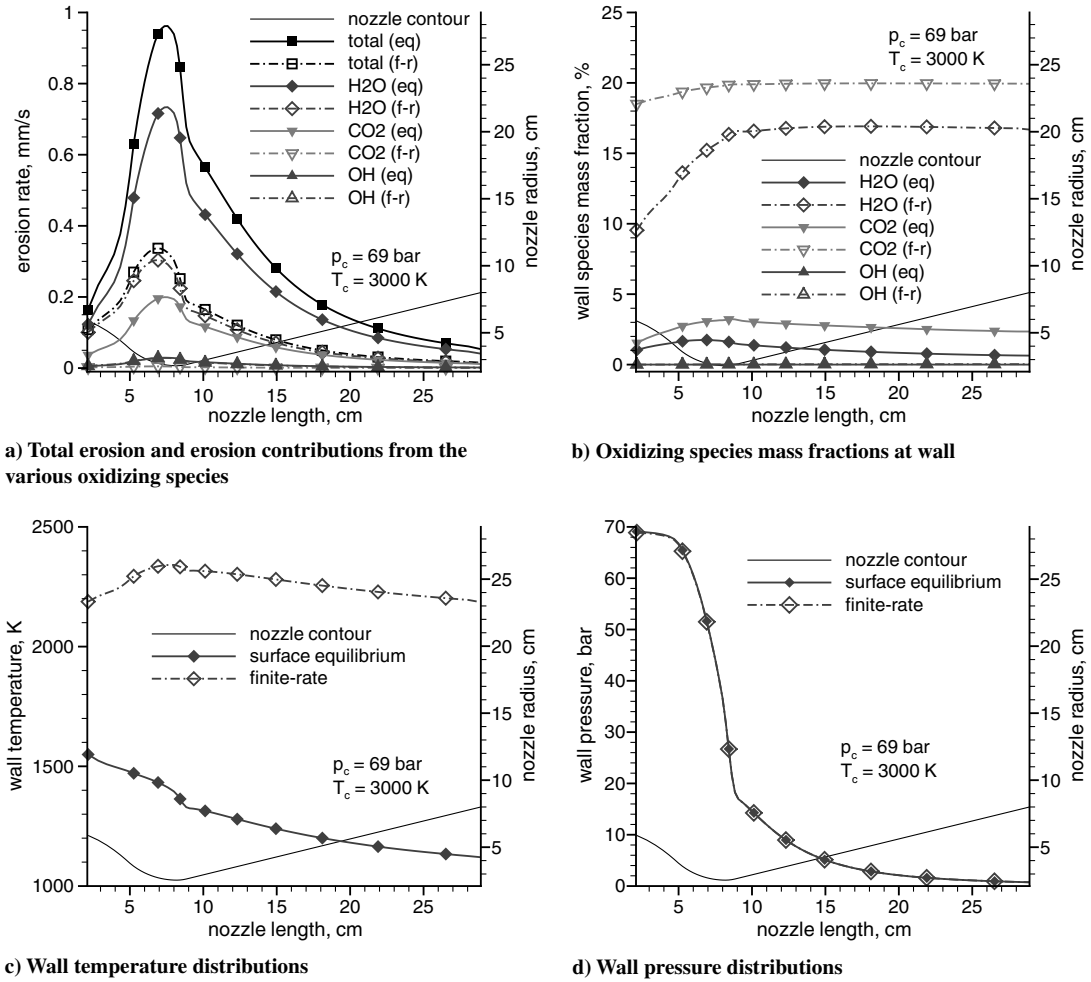 1
0.8
0.6
0.4
0.2
0
erosion rate, mm/s
5
10
15
20
25
nozzle length, cm
25
20
15
10
5
nozzle radius, cm
nozzle contour
total (eq)
total (f-r)
H2O (eq)
H2O (f-r)
CO2 (eq)
CO2 (f-r)
OH (eq)
OH (f-r)
pc = 69 bar
Tc = 3000 K
a) Total erosion and erosion contributions from the
various oxidizing species
25
20
15
10
5
0
wall species mass fraction, %
5
10
15
20
25
nozzle length, cm
25
20
15
10
5
nozzle radius, cm
pc = 69 bar
Tc = 3000 K
nozzle contour
H2O (eq)
H2O (f-r)
CO2 (eq)
CO2 (f-r)
OH (eq)
OH (f-r)
b) Oxidizing species mass fractions at wall
2500
2000
1500
1000
wall temperature, K
5
10
15
20
25
nozzle length, cm
25
20
15
10
5
nozzle radius, cm
nozzle contour
surface equilibrium
finite-rate
pc = 69 bar
Tc = 3000 K
c) Wall temperature distributions
70
60
50
40
30
20
10
0
wall pressure, bar
5
10
15
20
25
nozzle length, cm
25
20
15
10
5
nozzle radius, cm
nozzle contour
surface equilibrium
finite-rate
pc = 69 bar
Tc = 3000 K
d) Wall pressure distributions